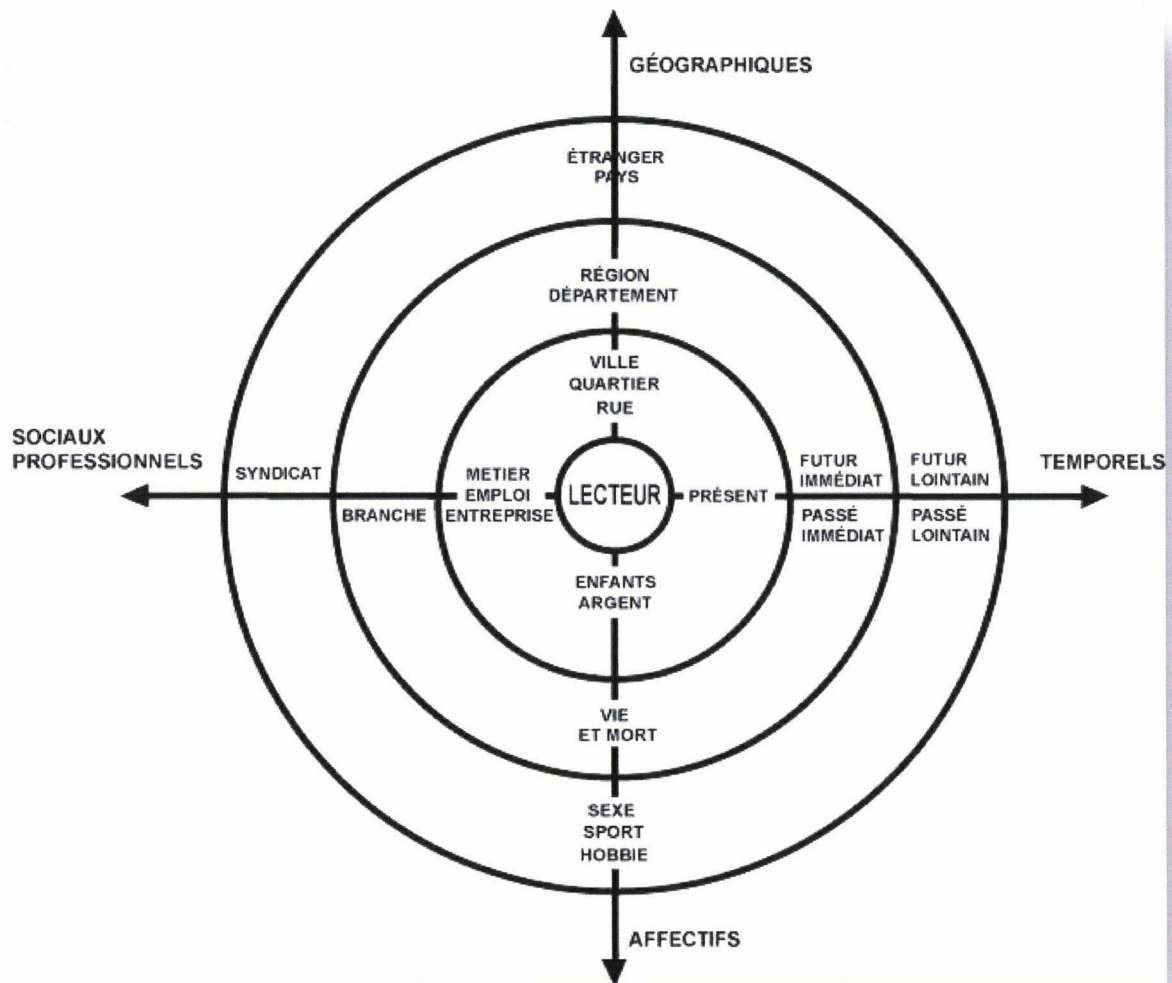 GÉOGRAPHIQUES
ÉTRANGER
PAYS
RÉGION
DÉPARTEMENT
VILLE
QUARTIER
RUE
SOCIAUX
PROFESSIONNELS
SYNDICAT
BRANCHE
METIER
EMPLOI
ENTREPRISE
LECTEUR
PRÉSENT
FUTUR
IMMÉDIAT
PASSÉ
IMMÉDIAT
FUTUR
LOINTAIN
PASSÉ
LOINTAIN
TEMPORELS
ENFANTS
ARGENT
VIE
ET MORT
SEXE
SPORT
HOBBIE
AFFECTIFS